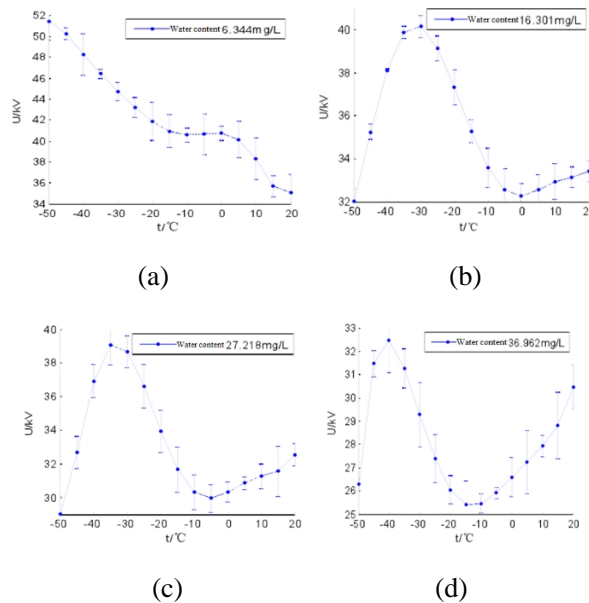 52
50
48
46
44
42
40
38
36
34
U/kV
Water content 6.344mg/L
-50 -40 -30 -20 -10 0 10 20
t/℃
(a)
40
38
36
34
32
U/kV
Water content 16.301mg/L
-50 -40 -30 -20 -10 0 10 20
t/℃
(b)
40
38
36
34
32
30
U/kV
Water content 27.218mg/L
-50 -40 -30 -20 -10 0 10 20
t/℃
(c)
33
32
31
30
29
28
27
26
25
U/kV
Water content 36.962mg/L
-50 -40 -30 -20 -10 0 10 20
t/℃
(d)